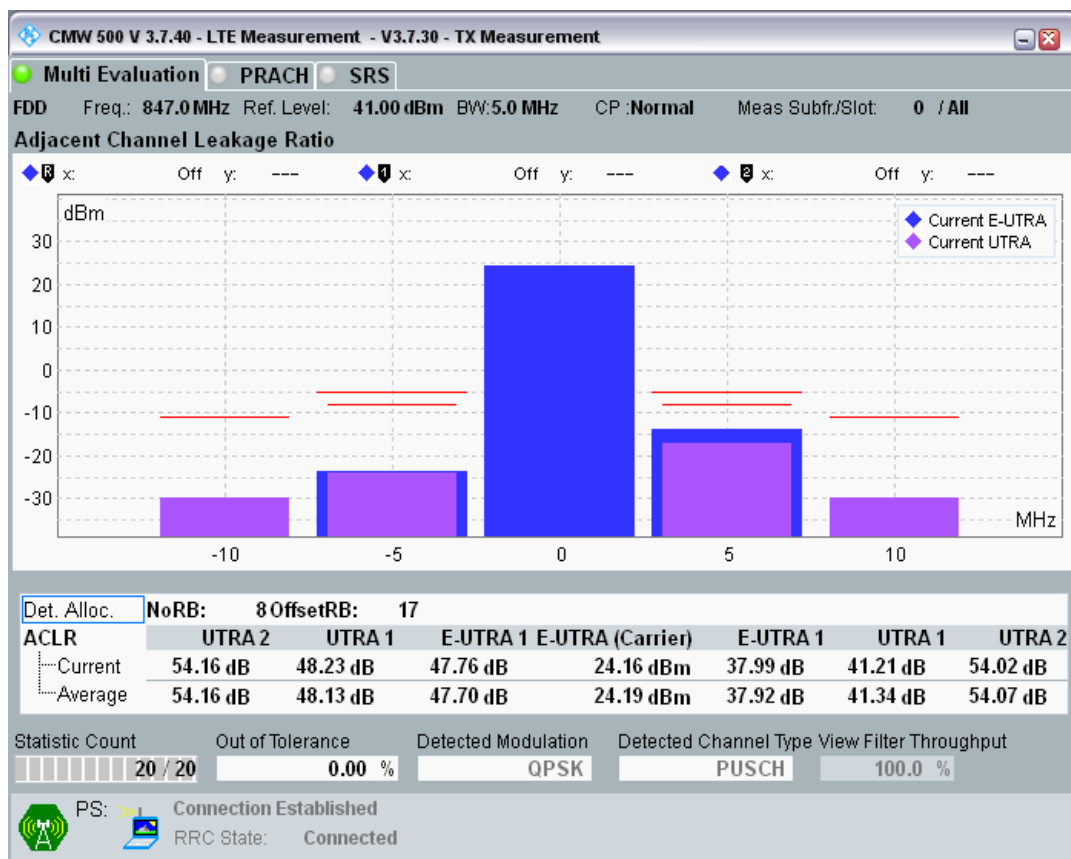 CMW 500 V 3.7.40 - LTE Measurement - V3.7.30 - TX Measurement
Multi Evaluation PRACH SRS
FDD Freq.: 847.0 MHz Ref. Level: 41.00 dBm BW:5.0 MHz CP :Normal Meas Subfr./Slot: 0 / All
Adjacent Channel Leakage Ratio
R x: Off y: --- 1 x: Off y: --- 2 x: Off y: ---
dBm
Current E-UTRA
Current UTRA
30
20
10
0
-10
-20
-30
MHz
-10 -5 0 5 10
Det. Alloc. NoRB: 8 OffsetRB: 17
ACLR UTRA 2 UTRA 1 E-UTRA 1 E-UTRA (Carrier) E-UTRA 1 UTRA 1 UTRA 2
Current 54.16 dB 48.23 dB 47.76 dB 24.16 dBm 37.99 dB 41.21 dB 54.02 dB
Average 54.16 dB 48.13 dB 47.70 dB 24.19 dBm 37.92 dB 41.34 dB 54.07 dB
Statistic Count Out of Tolerance Detected Modulation Detected Channel Type View Filter Throughput
20 / 20 0.00 % QPSK PUSCH 100.0 %
PS: Connection Established
RRC State: Connected